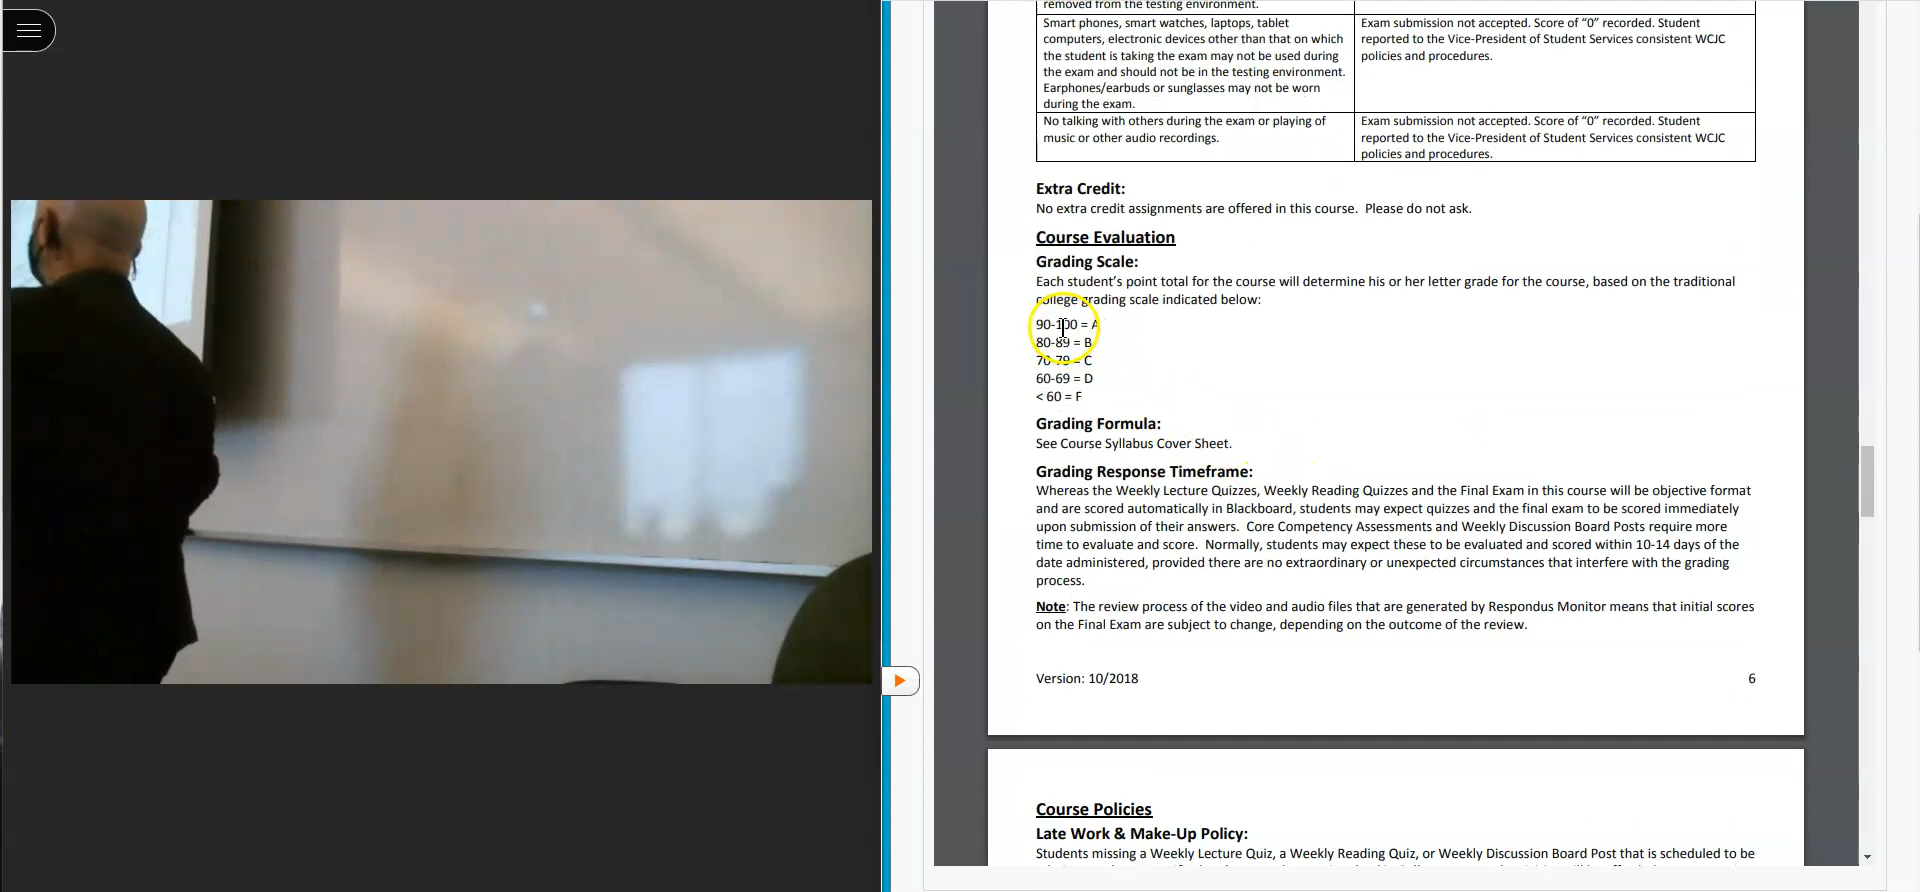 removed from the testing environment.
Smart phones, smart watches, laptops, tablet
computers, electronic devices other than that on which
the student is taking the exam may not be used during
the exam and should not be in the testing environment.
Earphones/earbuds or sunglasses may not be worn
during the exam.
Exam submission not accepted. Score of “0” recorded. Student
reported to the Vice-President of Student Services consistent WCJC
policies and procedures.
No talking with others during the exam or playing of
music or other audio recordings.
Exam submission not accepted. Score of “0” recorded. Student
reported to the Vice-President of Student Services consistent WCJC
policies and procedures.
Extra Credit:
No extra credit assignments are offered in this course.  Please do not ask.
Course Evaluation
Grading Scale:
Each student’s point total for the course will determine his or her letter grade for the course, based on the traditional
college grading scale indicated below:
90-100 = A
80-89 = B
70-79 = C
60-69 = D
< 60 = F
Grading Formula:
See Course Syllabus Cover Sheet.
Grading Response Timeframe:
Whereas the Weekly Lecture Quizzes, Weekly Reading Quizzes and the Final Exam in this course will be objective format
and are scored automatically in Blackboard, students may expect quizzes and the final exam to be scored immediately
upon submission of their answers.  Core Competency Assessments and Weekly Discussion Board Posts require more
time to evaluate and score.  Normally, students may expect these to be evaluated and scored within 10-14 days of the
date administered, provided there are no extraordinary or unexpected circumstances that interfere with the grading
process.
Note: The review process of the video and audio files that are generated by Respondus Monitor means that initial scores
on the Final Exam are subject to change, depending on the outcome of the review.
Version: 10/2018
6
Course Policies
Late Work & Make-Up Policy:
Students missing a Weekly Lecture Quiz, a Weekly Reading Quiz, or Weekly Discussion Board Post that is scheduled to be